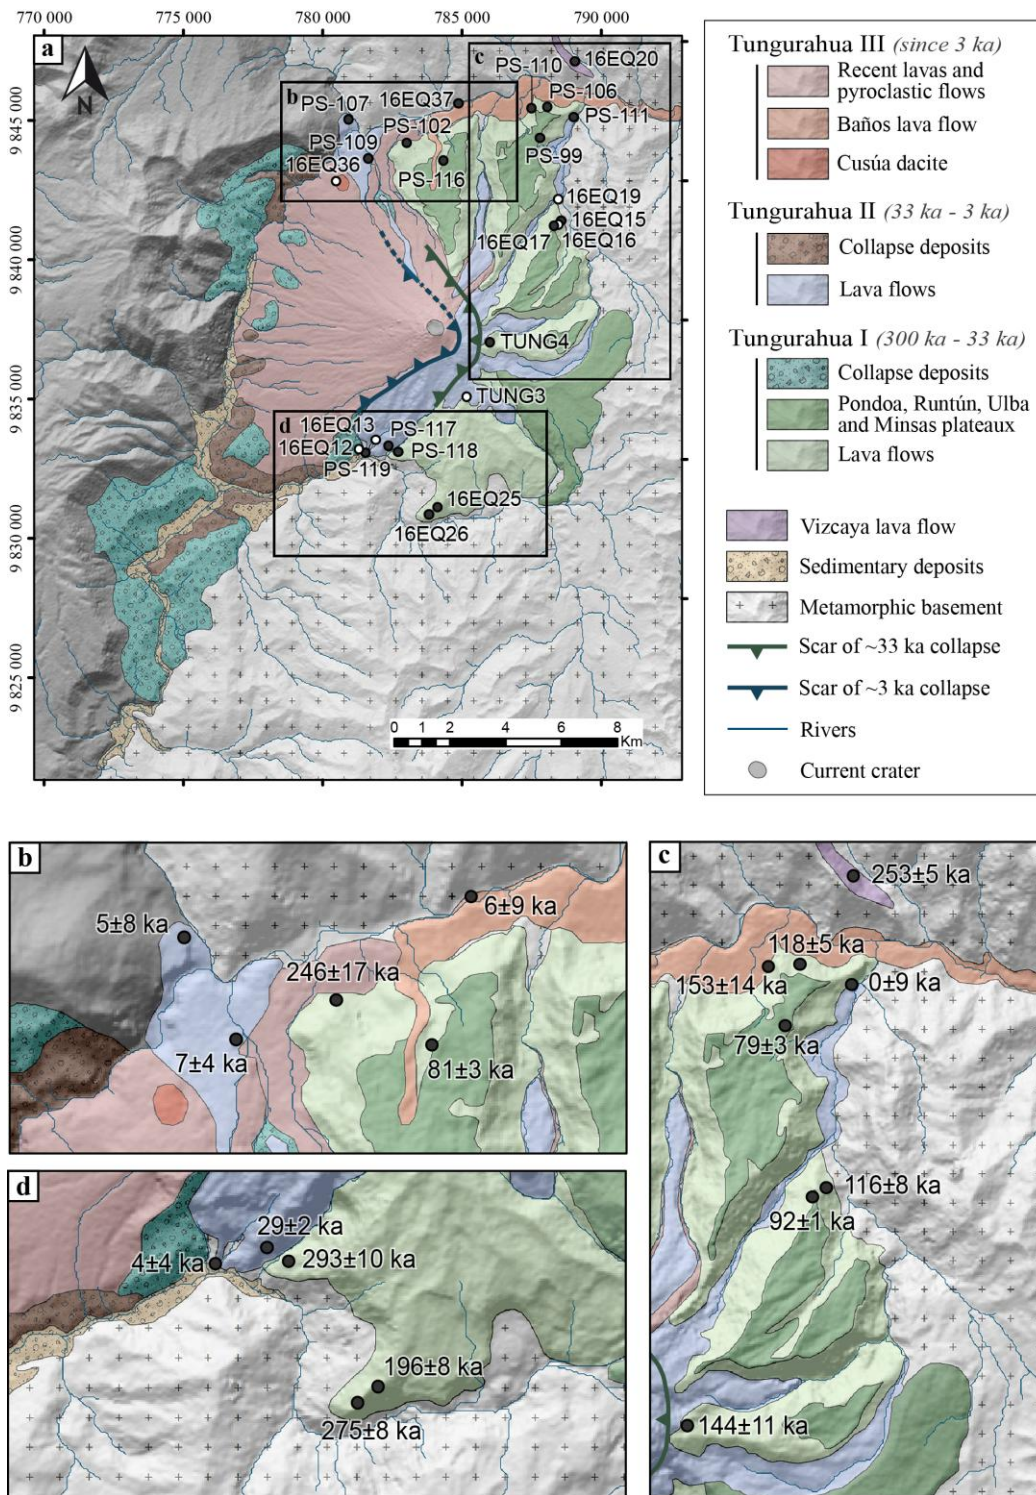 770 000
775 000
780 000
785 000
790 000
9 845 000
9 840 000
9 835 000
9 830 000
9 825 000
a
N
b
c
d
PS-110
16EQ20
PS-107
16EQ37
PS-106
PS-102
PS-111
PS-109
16EQ36
PS-99
PS-116
16EQ19
16EQ15
16EQ17
16EQ16
TUNG4
TUNG3
16EQ13
PS-117
16EQ12
PS-118
PS-119
16EQ25
16EQ26
0 1 2 4 6 8
Km
Tungurahua III (since 3 ka)
Recent lavas and
pyroclastic flows
Baños lava flow
Cusúa dacite
Tungurahua II (33 ka - 3 ka)
Collapse deposits
Lava flows
Tungurahua I (300 ka - 33 ka)
Collapse deposits
Pondoa, Runtún, Ulba
and Minsas plateaux
Lava flows
Vizcaya lava flow
Sedimentary deposits
Metamorphic basement
Scar of ~33 ka collapse
Scar of ~3 ka collapse
Rivers
Current crater
b
5±8 ka
6±9 ka
246±17 ka
7±4 ka
81±3 ka
d
29±2 ka
4±4 ka
293±10 ka
196±8 ka
275±8 ka
c
253±5 ka
118±5 ka
153±14 ka
0±9 ka
79±3 ka
116±8 ka
92±1 ka
144±11 ka